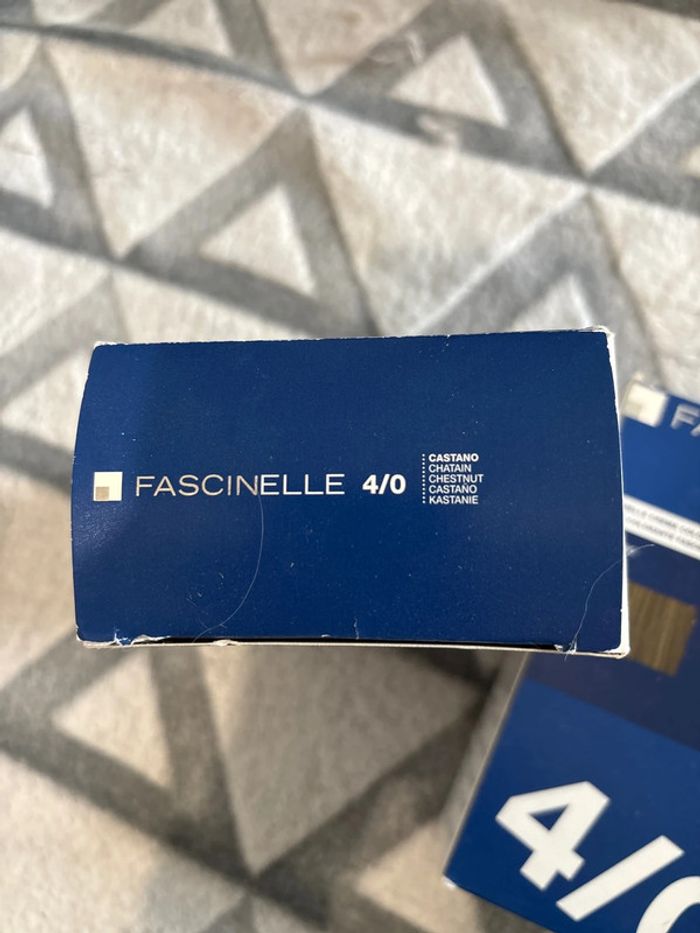 FASCINELLE 4/0
CASTANO
CHATAIN
CHESTNUT
CASTAÑO
KASTANIE
4/